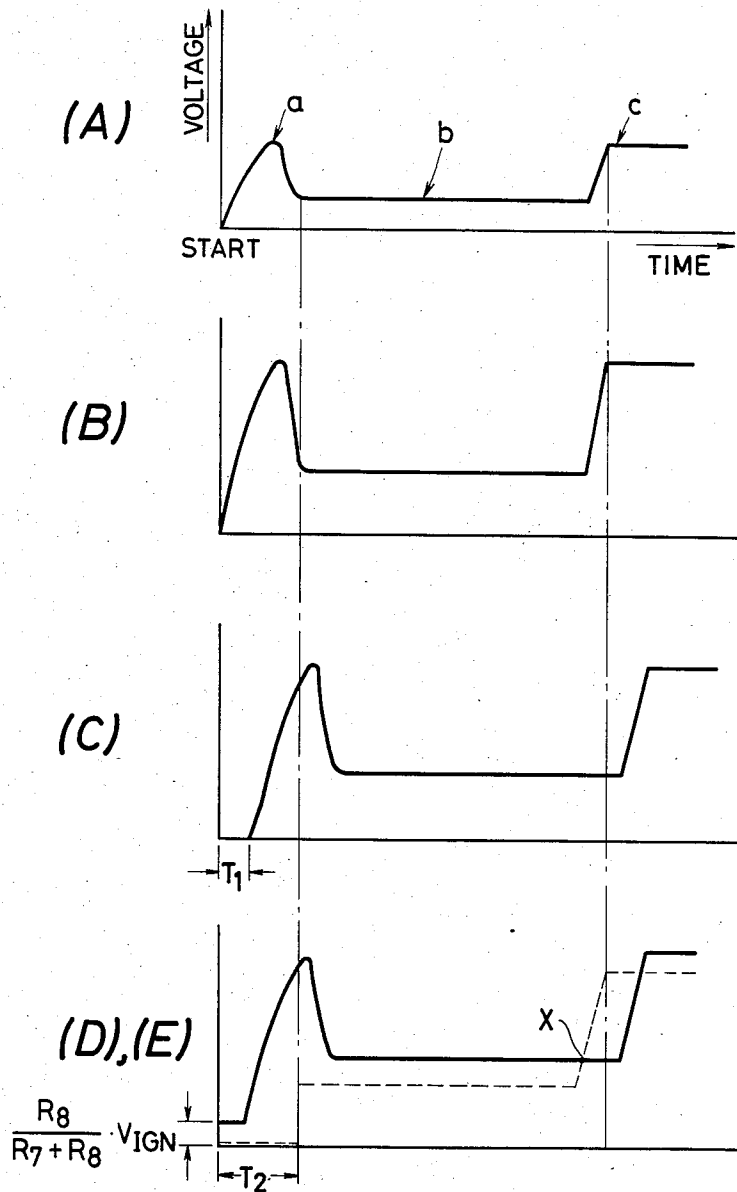 (A)
VOLTAGE
a
b
c
START
TIME
(B)
(C)
T1
(D),(E)
X
R8
R7+R8
·VIGN
T2